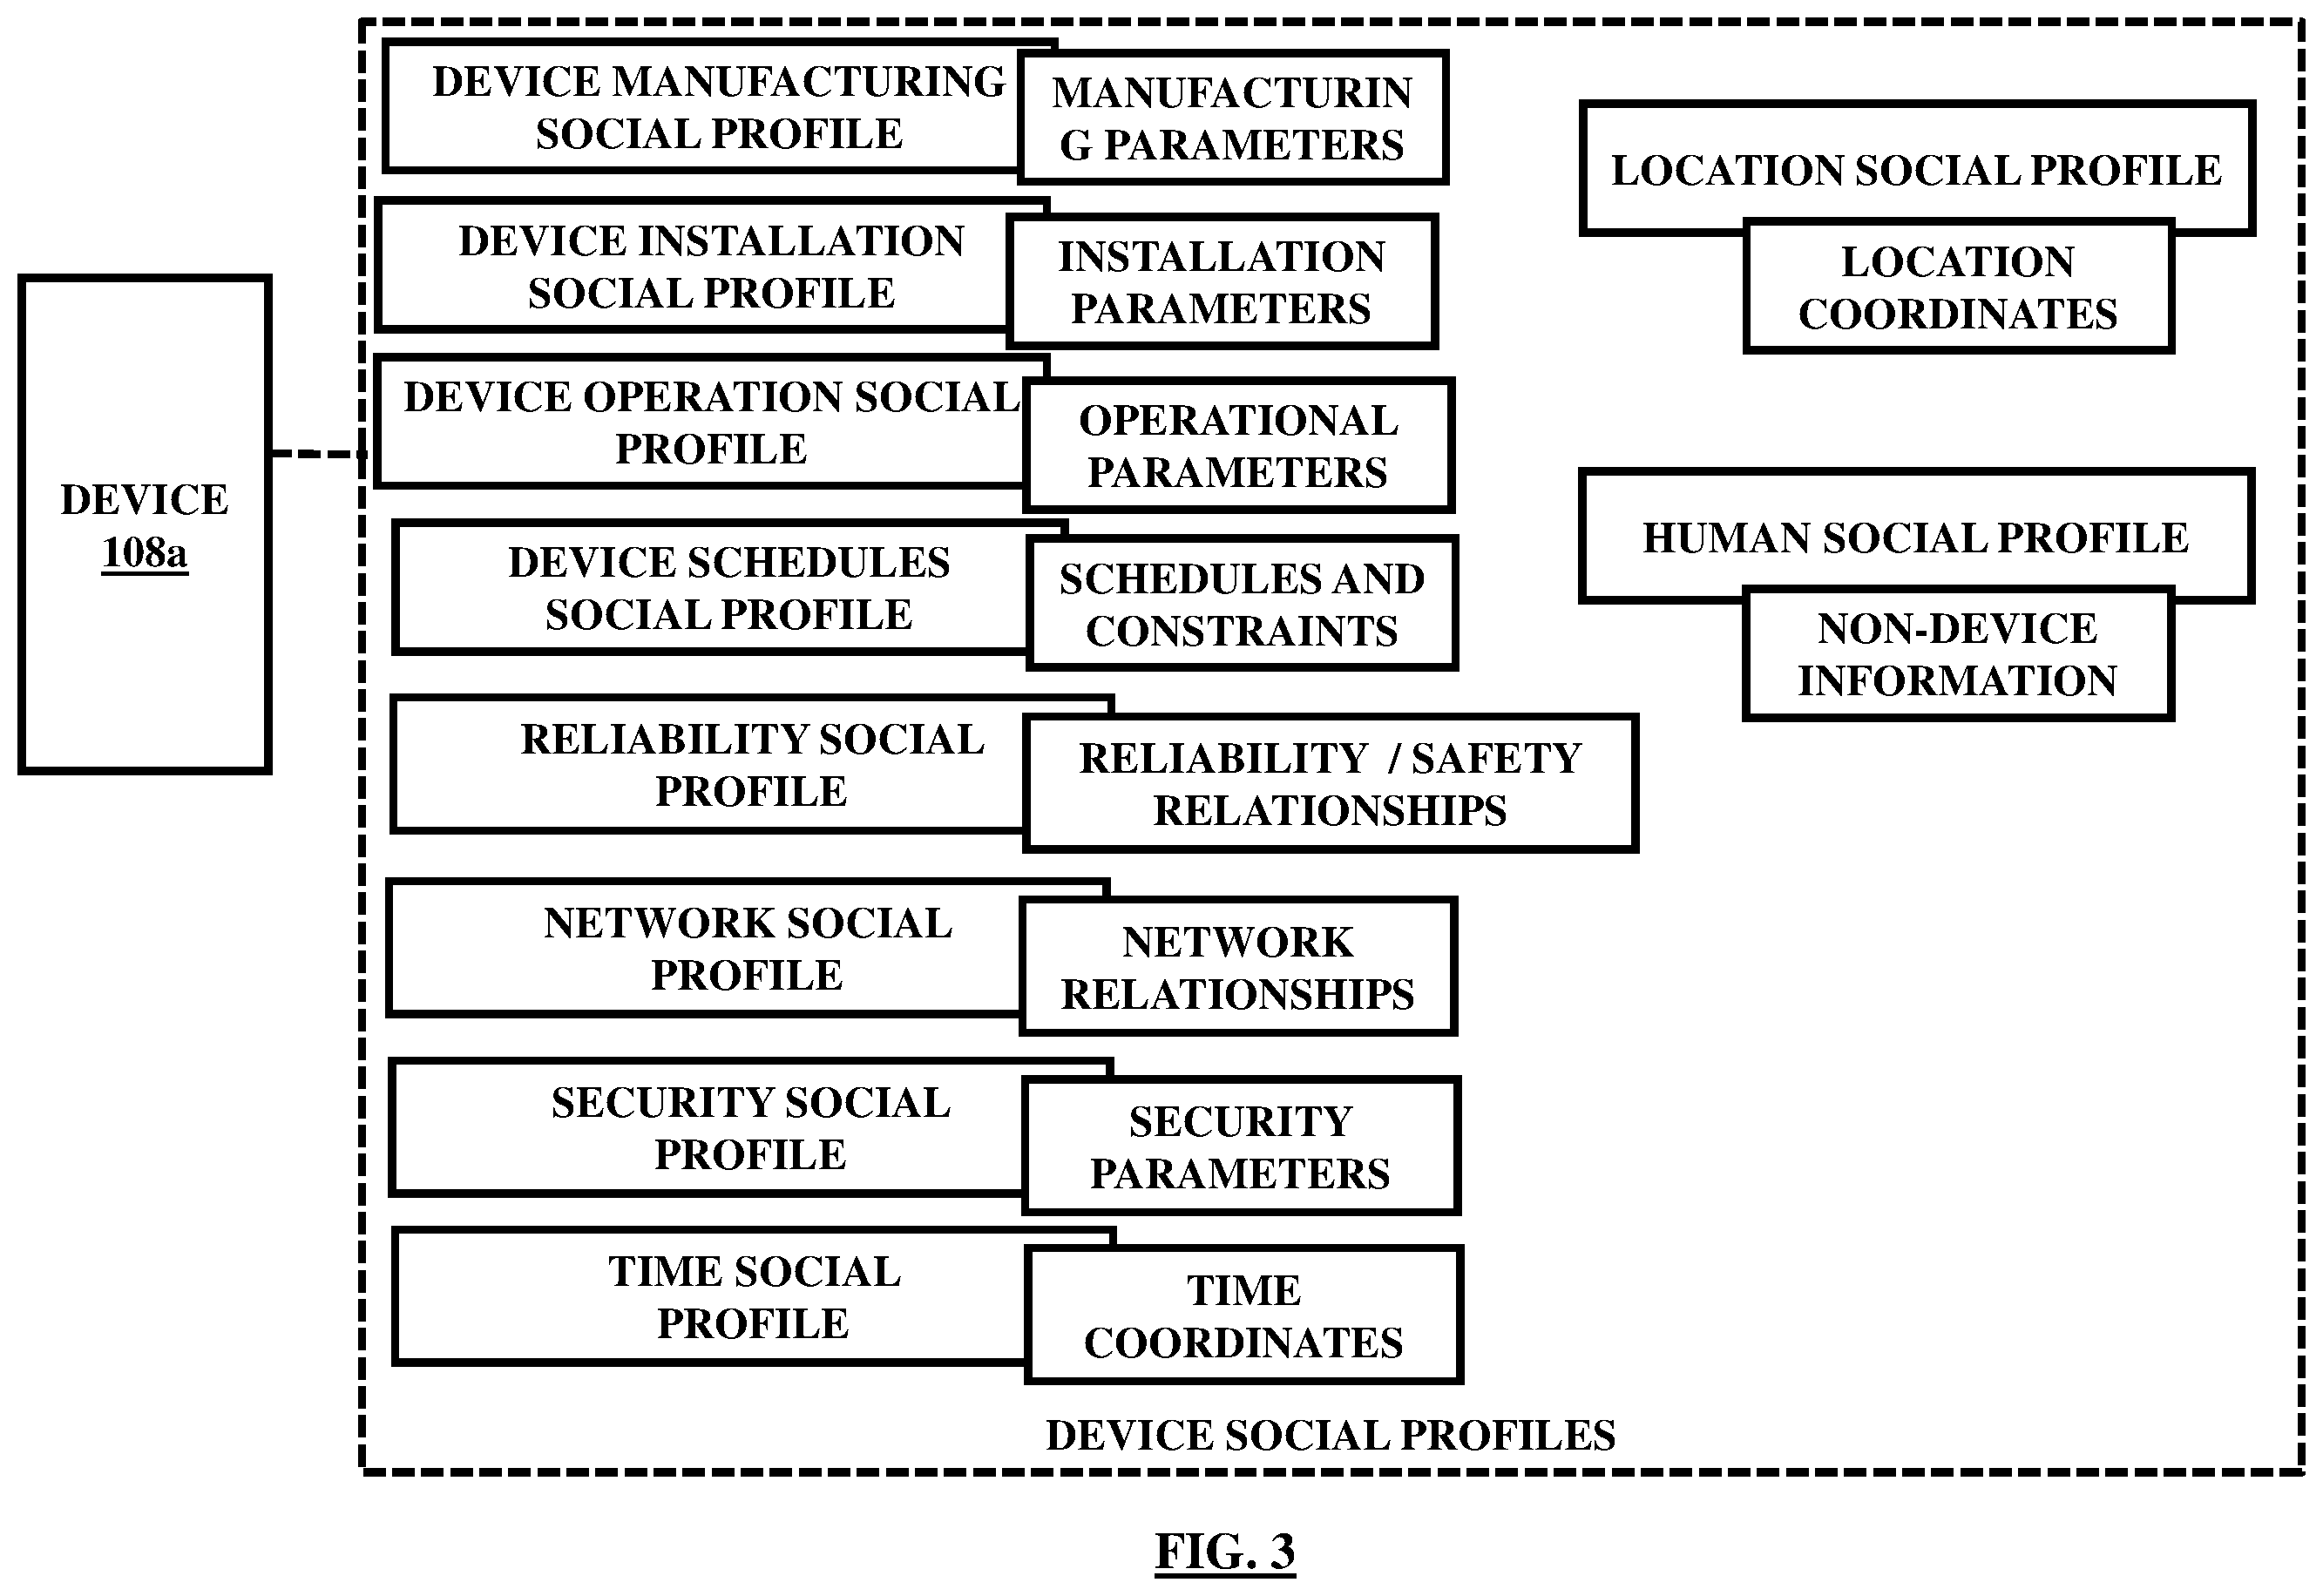 DEVICE MANUFACTURING
SOCIAL PROFILE
MANUFACTURIN
G PARAMETERS
DEVICE INSTALLATION
SOCIAL PROFILE
INSTALLATION
PARAMETERS
DEVICE OPERATION SOCIAL
PROFILE
OPERATIONAL
PARAMETERS
DEVICE SCHEDULES
SOCIAL PROFILE
SCHEDULES AND
CONSTRAINTS
RELIABILITY SOCIAL
PROFILE
RELIABILITY / SAFETY
RELATIONSHIPS
NETWORK SOCIAL
PROFILE
NETWORK
RELATIONSHIPS
SECURITY SOCIAL
PROFILE
SECURITY
PARAMETERS
TIME SOCIAL
PROFILE
TIME
COORDINATES
LOCATION SOCIAL PROFILE
LOCATION
COORDINATES
HUMAN SOCIAL PROFILE
NON-DEVICE
INFORMATION
DEVICE
108a
DEVICE SOCIAL PROFILES
FIG. 3